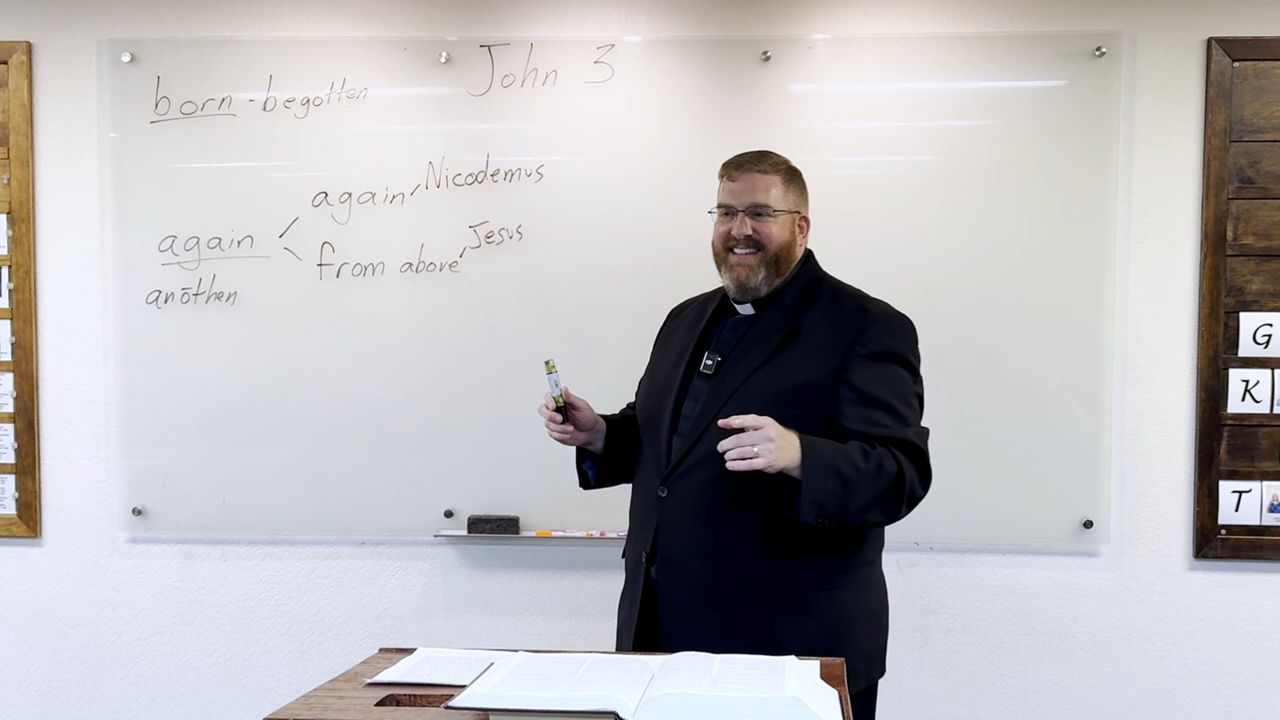 John 3
born - begotten
again, Nicodemus
again
from above, Jesus
anōthen
G
K
T